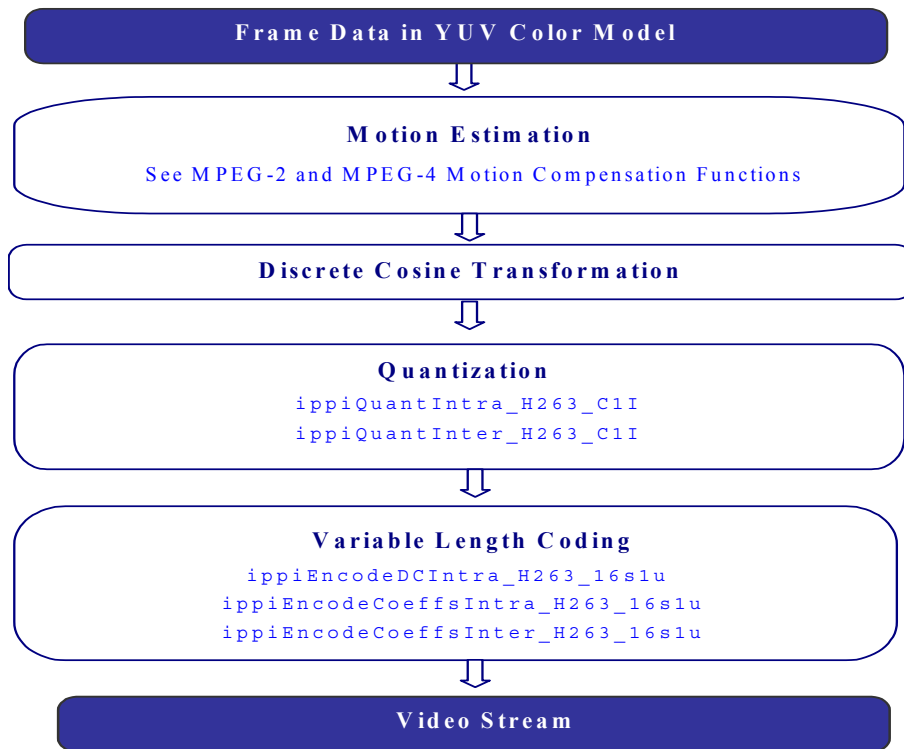 Frame Data in YUV Color Model
Motion Estimation
See MPEG-2 and MPEG-4 Motion Compensation Functions
Discrete Cosine Transformation
Quantization
ippiQuantIntra_H263_C1I
ippiQuantInter_H263_C1I
Variable Length Coding
ippiEncodeDCIntra_H263_16s1u
ippiEncodeCoeffsIntra_H263_16s1u
ippiEncodeCoeffsInter_H263_16s1u
Video Stream